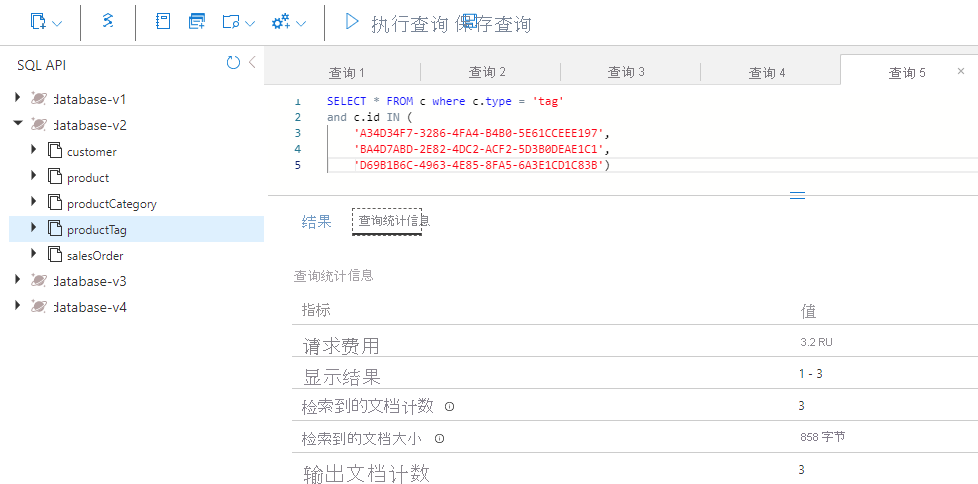 执行查询 保存查询
SQL API
database-v1
database-v2
customer
product
productCategory
productTag
salesOrder
database-v3
database-v4
查询 1
查询 2
查询 3
查询 4
查询 5
1 SELECT * FROM c where c.type = 'tag'
2 and c.id IN (
3 'A34D34F7-3286-4FA4-B4B0-5E61CCEEE197',
4 'BA4D7ABD-2E82-4DC2-ACF2-5D3B0DEAE1C1',
5 'D69B1B6C-4963-4E85-8FA5-6A3E1CD1C83B')
结果 查询统计信息
查询统计信息
指标 值
请求费用 3.2 RU
显示结果 1 - 3
检索到的文档计数 3
检索到的文档大小 858 字节
输出文档计数 3